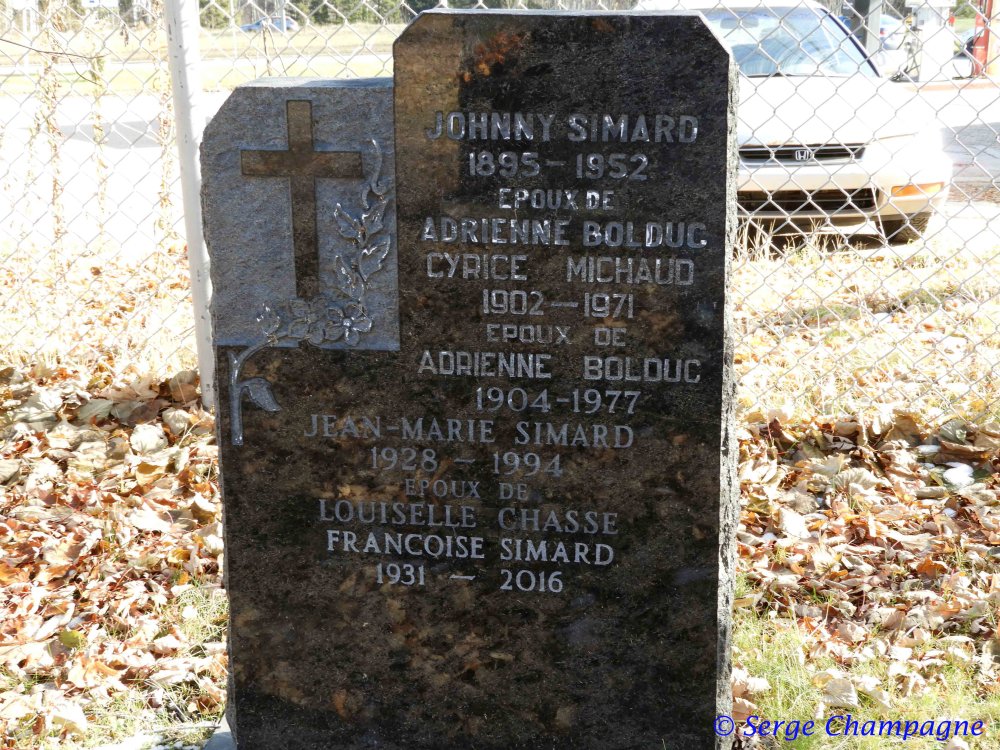 JOHNNY SIMARD
1895 - 1952
EPOUX DE
ADRIENNE BOLDUC
CYRICE MICHAUD
1902 - 1971
EPOUX DE
ADRIENNE BOLDUC
1904 - 1977
JEAN-MARIE SIMARD
1928 - 1994
EPOUX DE
LOUISELLE CHASSE
FRANCOISE SIMARD
1931 - 2016
© Serge Champagne